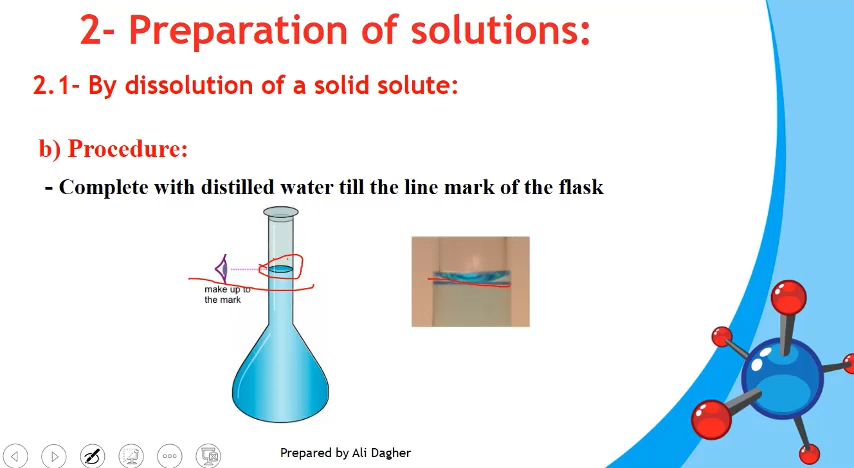 2- Preparation of solutions:
2.1- By dissolution of a solid solute:
b) Procedure:
- Complete with distilled water till the line mark of the flask
make up to
the mark
Prepared by Ali Dagher